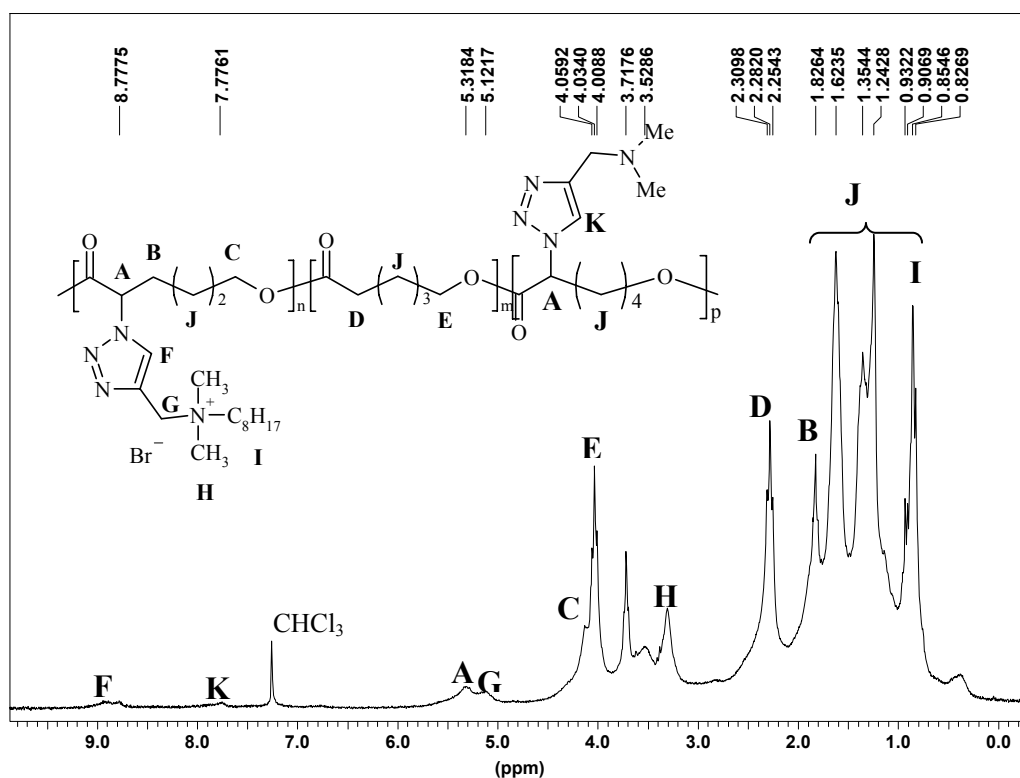 8.7775
7.7761
5.3184
5.1217
4.0592
4.0340
4.0088
3.7176
3.5286
2.3098
2.2820
2.2543
1.8264
1.6235
1.3544
1.2428
0.9322
0.9069
0.8546
0.8269
Me
N
Me
N
N
N
K
J
O
B
C
O
J
A
2
O
n
3
O
m
A
4
O
p
J
D
E
O
J
I
N
N
N
F
G
CH3
N+
C8H17
CH3
Br−
I
H
D
B
E
C
H
CHCl3
A
G
F
K
9.0 8.0 7.0 6.0 5.0 4.0 3.0 2.0 1.0 0.0
(ppm)